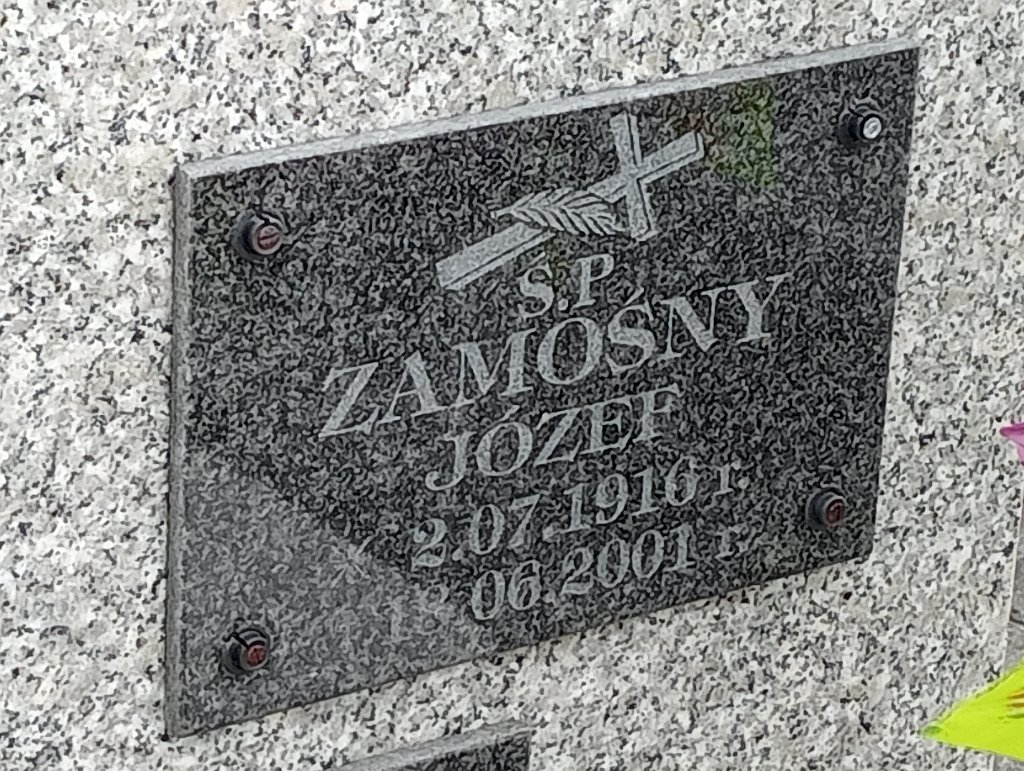 Ś.P
ZAMOŚNY
JÓZEF
2.07.1916 r.
06.2001 r.